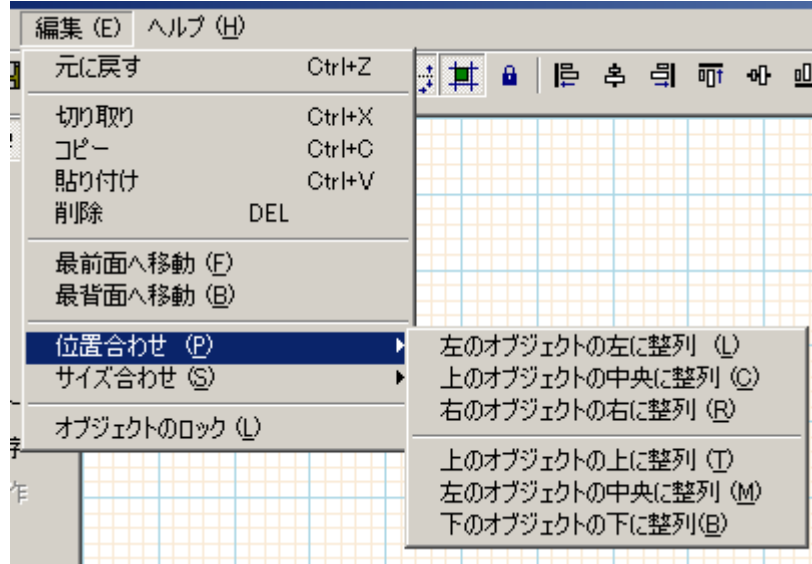 編集 (E) ヘルプ (H)
元に戻す Ctrl+Z
切り取り Ctrl+X
コピー Ctrl+C
貼り付け Ctrl+V
削除 DEL
最前面へ移動 (F)
最背面へ移動 (B)
位置合わせ (P)
サイズ合わせ (S)
オブジェクトのロック (L)
左のオブジェクトの左に整列 (L)
上のオブジェクトの中央に整列 (C)
右のオブジェクトの右に整列 (R)
上のオブジェクトの上に整列 (T)
左のオブジェクトの中央に整列 (M)
下のオブジェクトの下に整列(B)
作